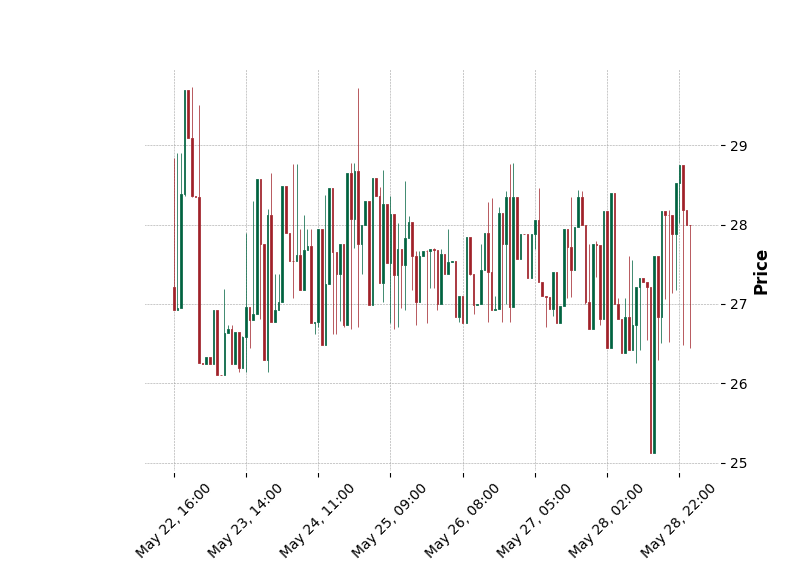 29
28
27
26
25
Price
May 22, 16:00
May 23, 14:00
May 24, 11:00
May 25, 09:00
May 26, 08:00
May 27, 05:00
May 28, 02:00
May 28, 22:00